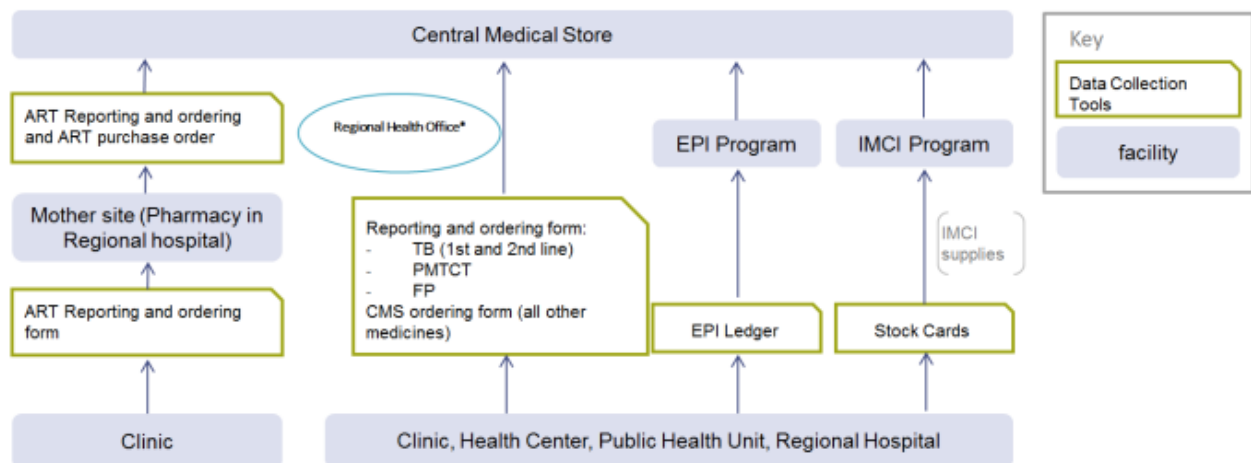 Central Medical Store
Key
Data Collection
Tools
facility
ART Reporting and ordering
and ART purchase order
Regional Health Office*
EPI Program
IMCI Program
Mother site (Pharmacy in
Regional hospital)
Reporting and ordering form:
- TB (1st and 2nd line)
- PMTCT
- FP
CMS ordering form (all other
medicines)
IMCI
supplies
ART Reporting and ordering
form
EPI Ledger
Stock Cards
Clinic
Clinic, Health Center, Public Health Unit, Regional Hospital